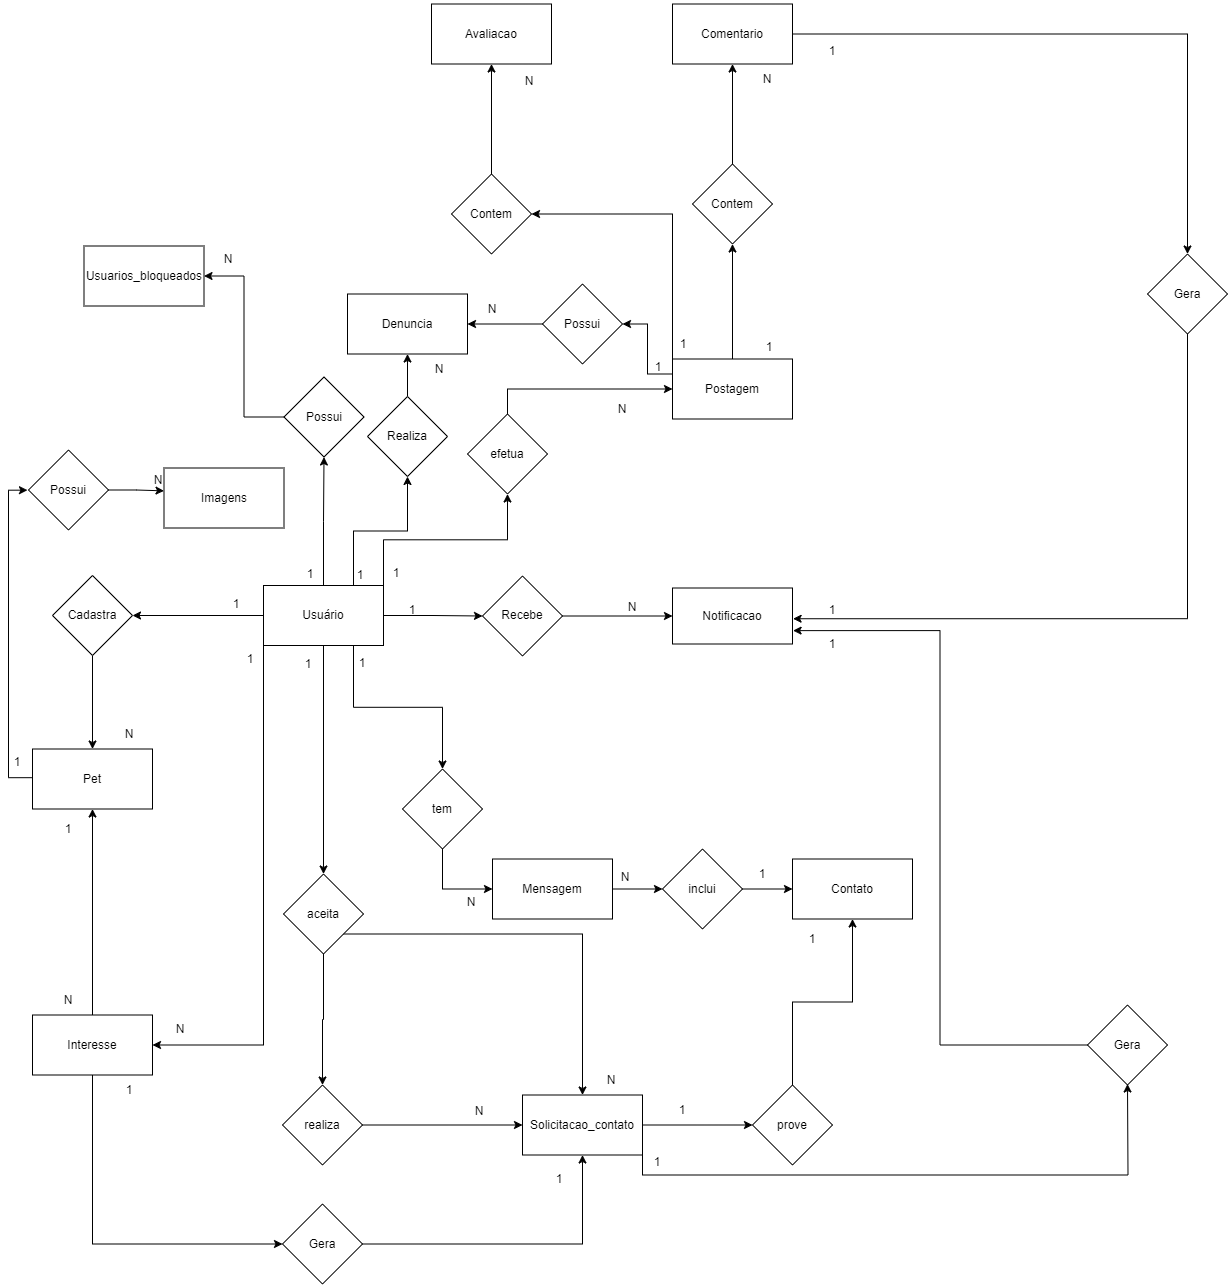 Avaliacao
Comentario
1
N
N
Contem
Contem
Usuarios_bloqueados
N
Gera
Denuncia
N
Possui
1
1
1
N
Postagem
N
Possui
Realiza
efetua
Possui
N
Imagens
1
1
1
Cadastra
1
Usuário
1
Recebe
N
Notificacao
1
1
1
1
1
N
1
Pet
1
tem
Mensagem
N
inclui
1
Contato
N
aceita
1
N
N
Interesse
1
Gera
N
realiza
N
Solicitacao_contato
1
prove
1
1
Gera